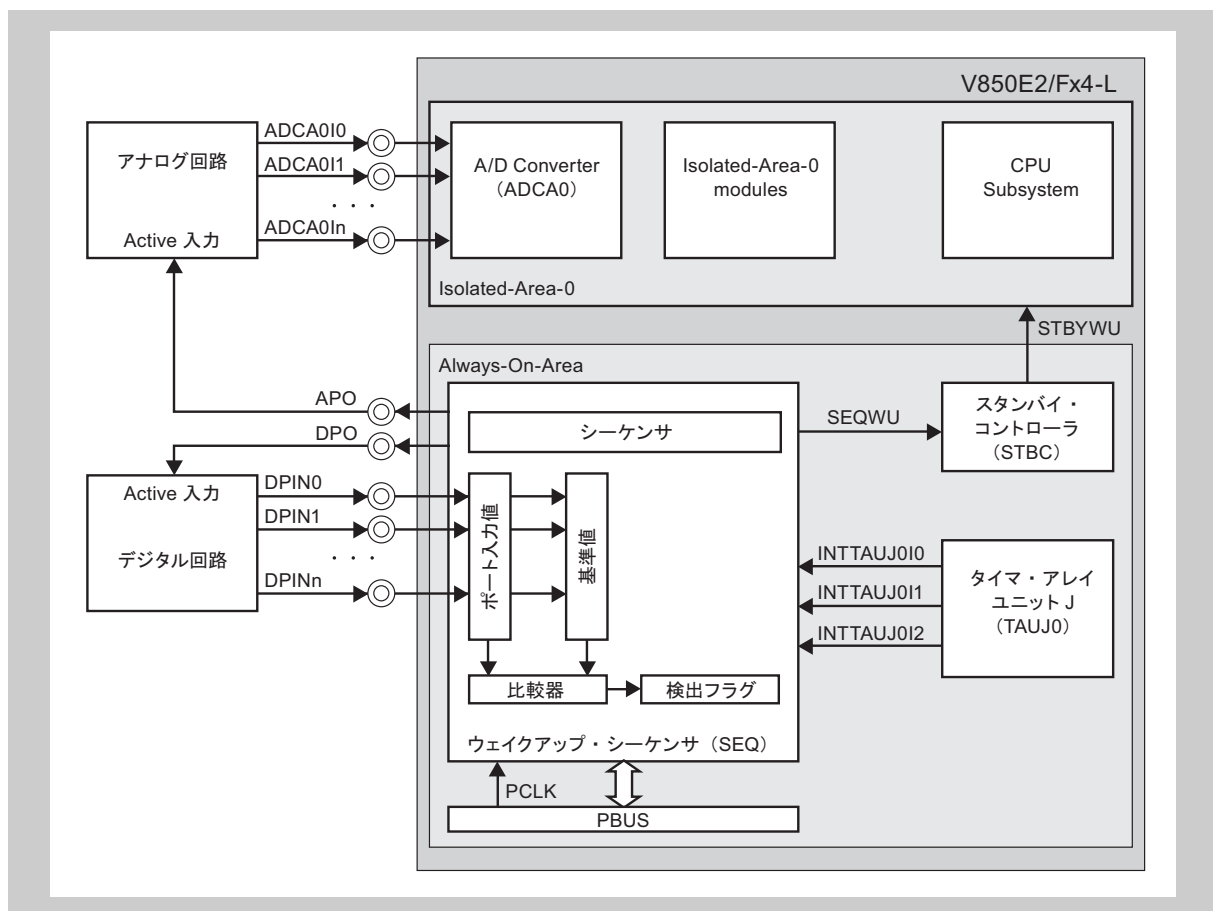 V850E2/Fx4-L
アナログ回路
Active 入力
ADCA0I0
ADCA0I1
・・・
ADCA0In
A/D Converter
（ADCA0）
Isolated-Area-0
modules
CPU
Subsystem
Isolated-Area-0
STBYWU
Always-On-Area
APO
DPO
シーケンサ
SEQWU
スタンバイ・
コントローラ
（STBC）
Active 入力
デジタル回路
DPIN0
DPIN1
・・・
DPINn
ポート入力値
基準値
INTTAUJ0I0
INTTAUJ0I1
INTTAUJ0I2
タイマ・アレイ
ユニット J
（TAUJ0）
比較器
検出フラグ
ウェイクアップ・シーケンサ（SEQ）
PCLK
PBUS